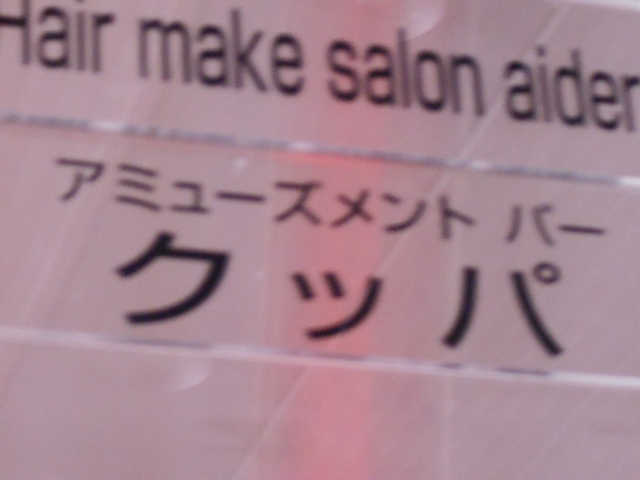 Hair make salon aider
アミューズメント バー
クッパ